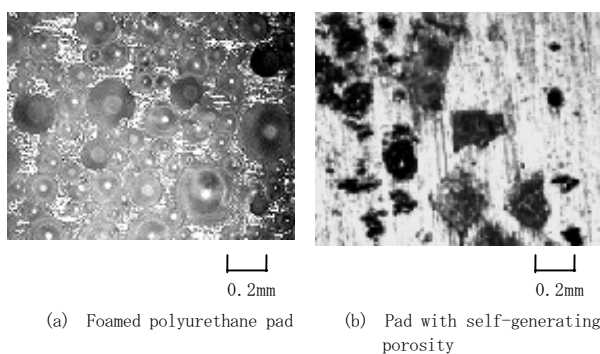 0.2mm
0.2mm
(a) Foamed polyurethane pad
(b) Pad with self-generating
porosity